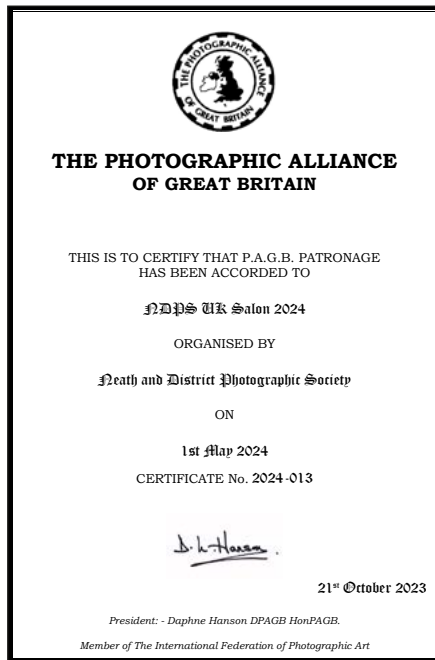 THE PHOTOGRAPHIC ALLIANCE
OF GREAT BRITAIN
THE PHOTOGRAPHIC ALLIANCE
OF GREAT BRITAIN
THIS IS TO CERTIFY THAT P.A.G.B. PATRONAGE
HAS BEEN ACCORDED TO
NDPS UK Salon 2024
ORGANISED BY
Neath and District Photographic Society
ON
1st May 2024
CERTIFICATE No. 2024-013
D. L. Hanson.
21st October 2023
President: - Daphne Hanson DPAGB HonPAGB.
Member of The International Federation of Photographic Art